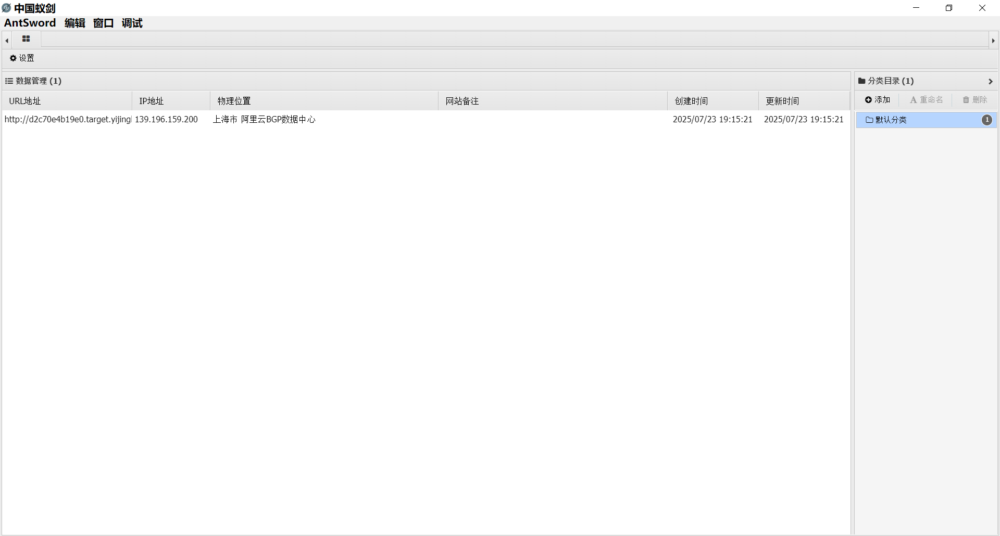 中国蚁剑
AntSword 编辑 窗口 调试
设置
数据管理 (1)
分类目录 (1)
URL地址 IP地址 物理位置 网站备注 创建时间 更新时间
添加 重命名 删除
http://d2c70e4b19e0.target.yijing 139.196.159.200 上海市 阿里云BGP数据中心 2025/07/23 19:15:21 2025/07/23 19:15:21
默认分类 1